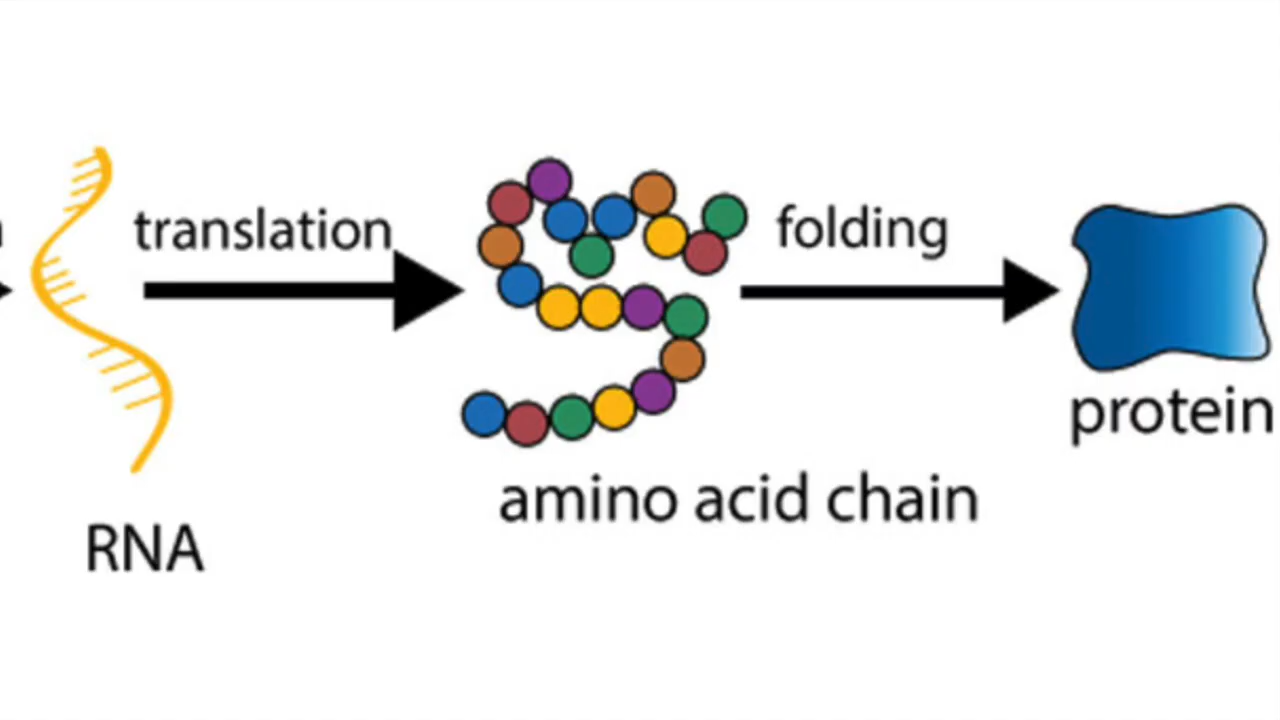 translation
folding
protein
amino acid chain
RNA